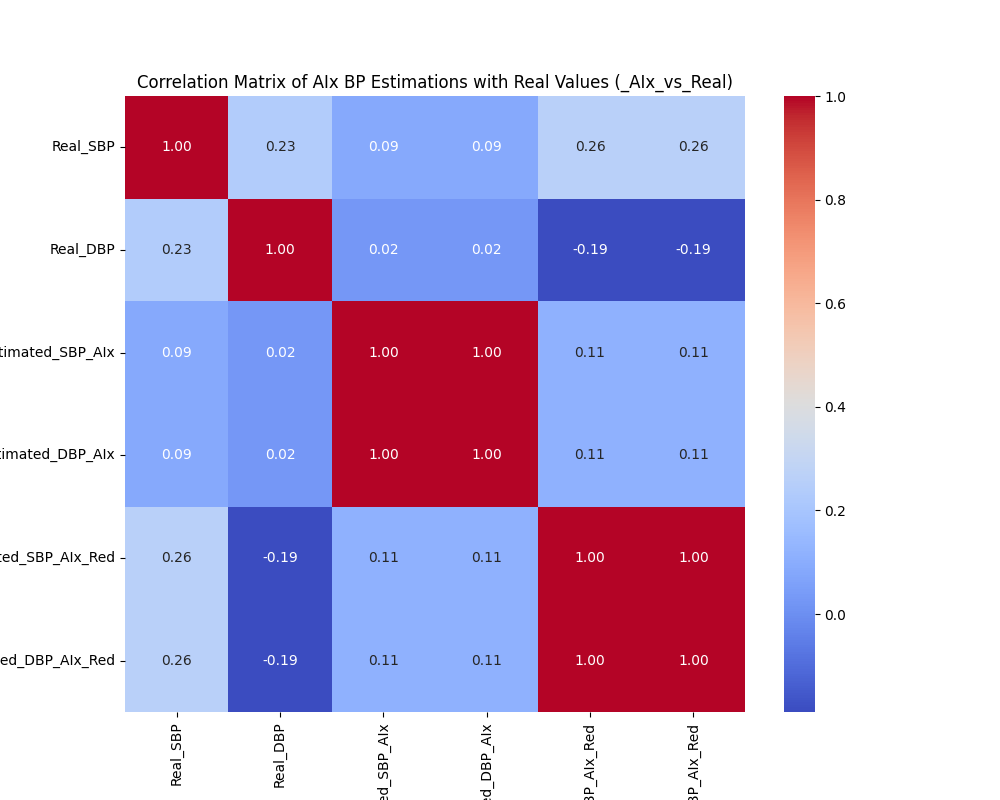 Correlation Matrix of AIx BP Estimations with Real Values (_AIx_vs_Real)
Real_SBP 1.00 0.23 0.09 0.09 0.26 0.26
Real_DBP 0.23 1.00 0.02 0.02 -0.19 -0.19
timated_SBP_AIx 0.09 0.02 1.00 1.00 0.11 0.11
timated_DBP_AIx 0.09 0.02 1.00 1.00 0.11 0.11
ted_SBP_AIx_Red 0.26 -0.19 0.11 0.11 1.00 1.00
ed_DBP_AIx_Red 0.26 -0.19 0.11 0.11 1.00 1.00
Real_SBP
Real_DBP
ed_SBP_AIx
ed_DBP_AIx
BP_AIx_Red
BP_AIx_Red
1.0
0.8
0.6
0.4
0.2
0.0